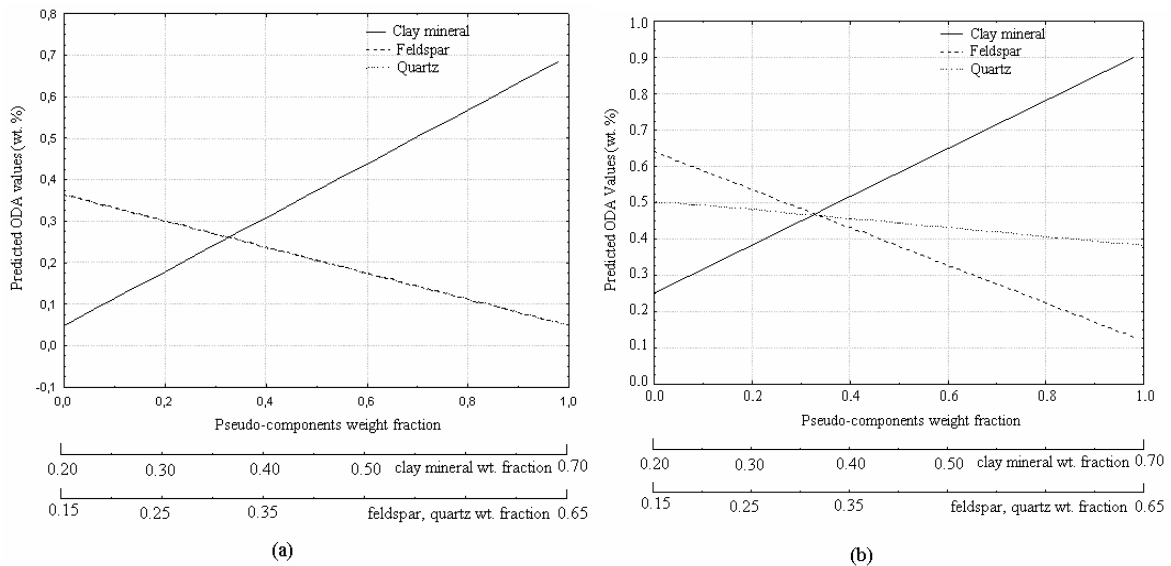 0,8
0,7
0,6
0,5
0,4
0,3
0,2
0,1
0,0
-0,1
Predicted ODA values (wt. %)
Clay mineral
Feldspar
Quartz
0,0 0,2 0,4 0,6 0,8 1,0
Pseudo-components weight fraction
0.20 0.30 0.40 0.50 clay mineral wt. fraction 0.70
0.15 0.25 0.35 feldspar, quartz wt. fraction 0.65
(a)
1.0
0.9
0.8
0.7
0.6
0.5
0.4
0.3
0.2
0.1
0.0
Predicted ODA Values (wt. %)
Clay mineral
Feldspar
Quartz
0.0 0.2 0.4 0.6 0.8 1.0
Pseudo-components weight fraction
0.20 0.30 0.40 0.50 clay mineral wt. fraction 0.70
0.15 0.25 0.35 feldspar, quartz wt. fraction 0.65
(b)